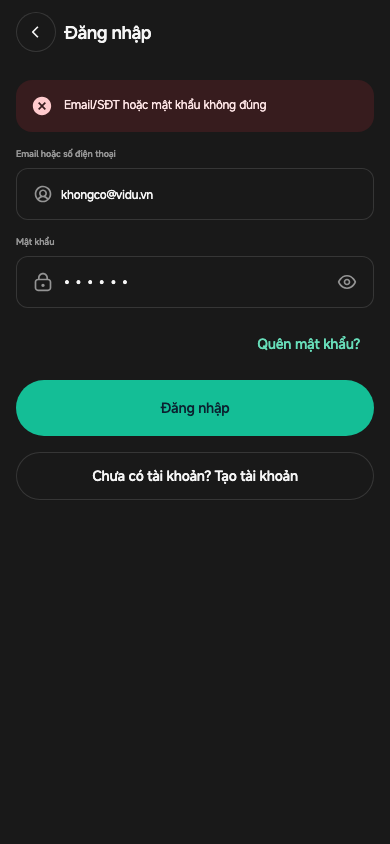 Đăng nhập
Email/SĐT hoặc mật khẩu không đúng
Email hoặc số điện thoại
khongco@vidu.vn
Mật khẩu
••••••
Quên mật khẩu?
Đăng nhập
Chưa có tài khoản? Tạo tài khoản